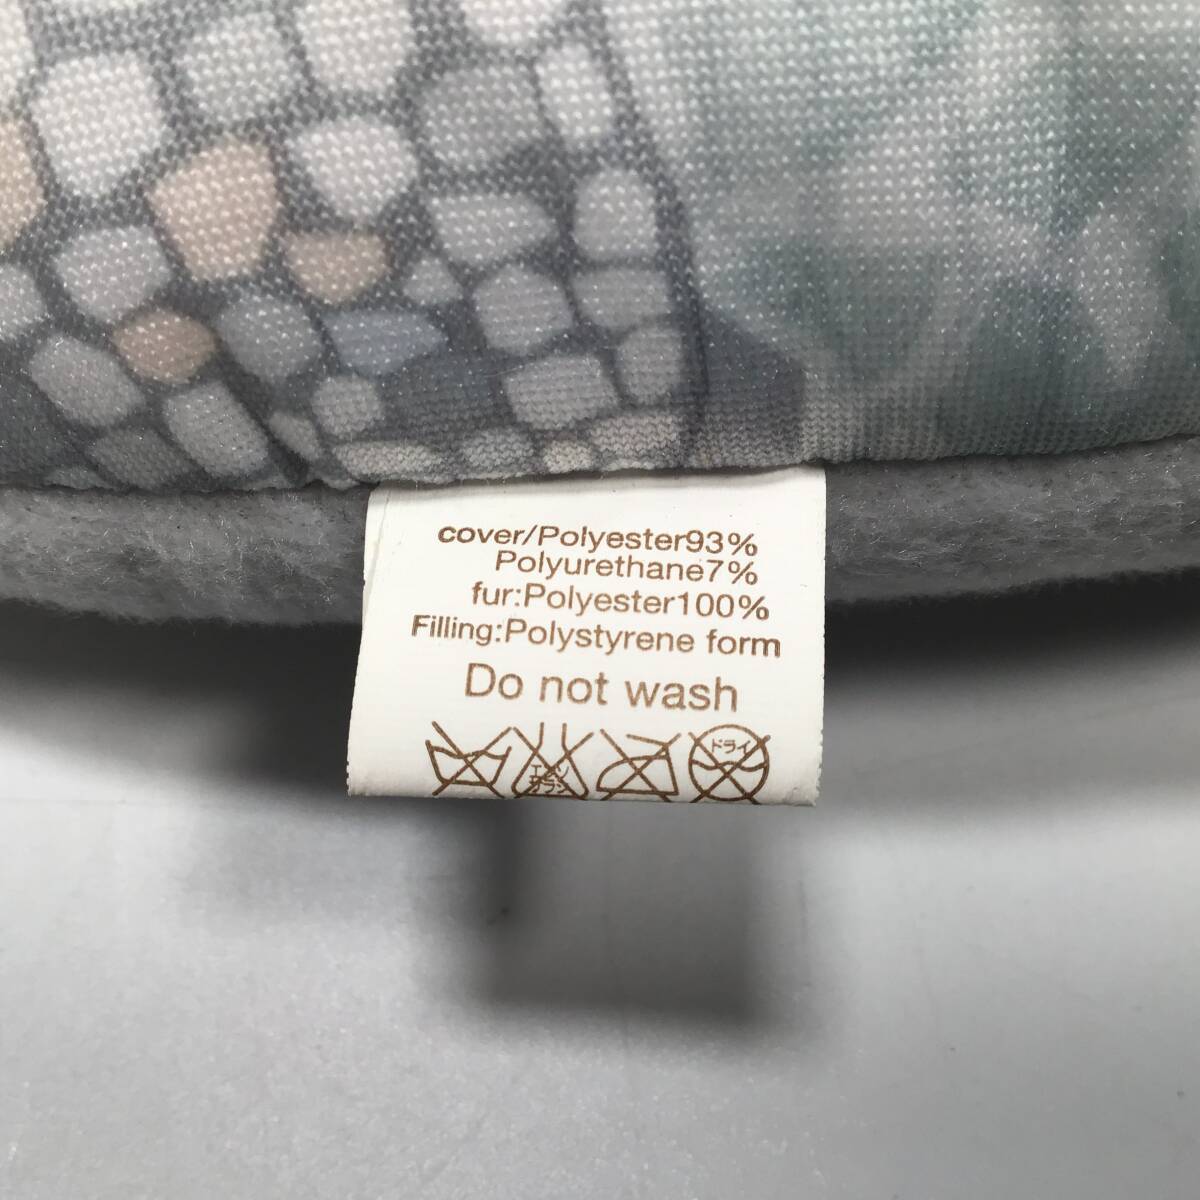 cover/Polyester93%
Polyurethane7%
fur:Polyester100%
Filling:Polystyrene form
Do not wash
エンソ
サラシ
ドライ